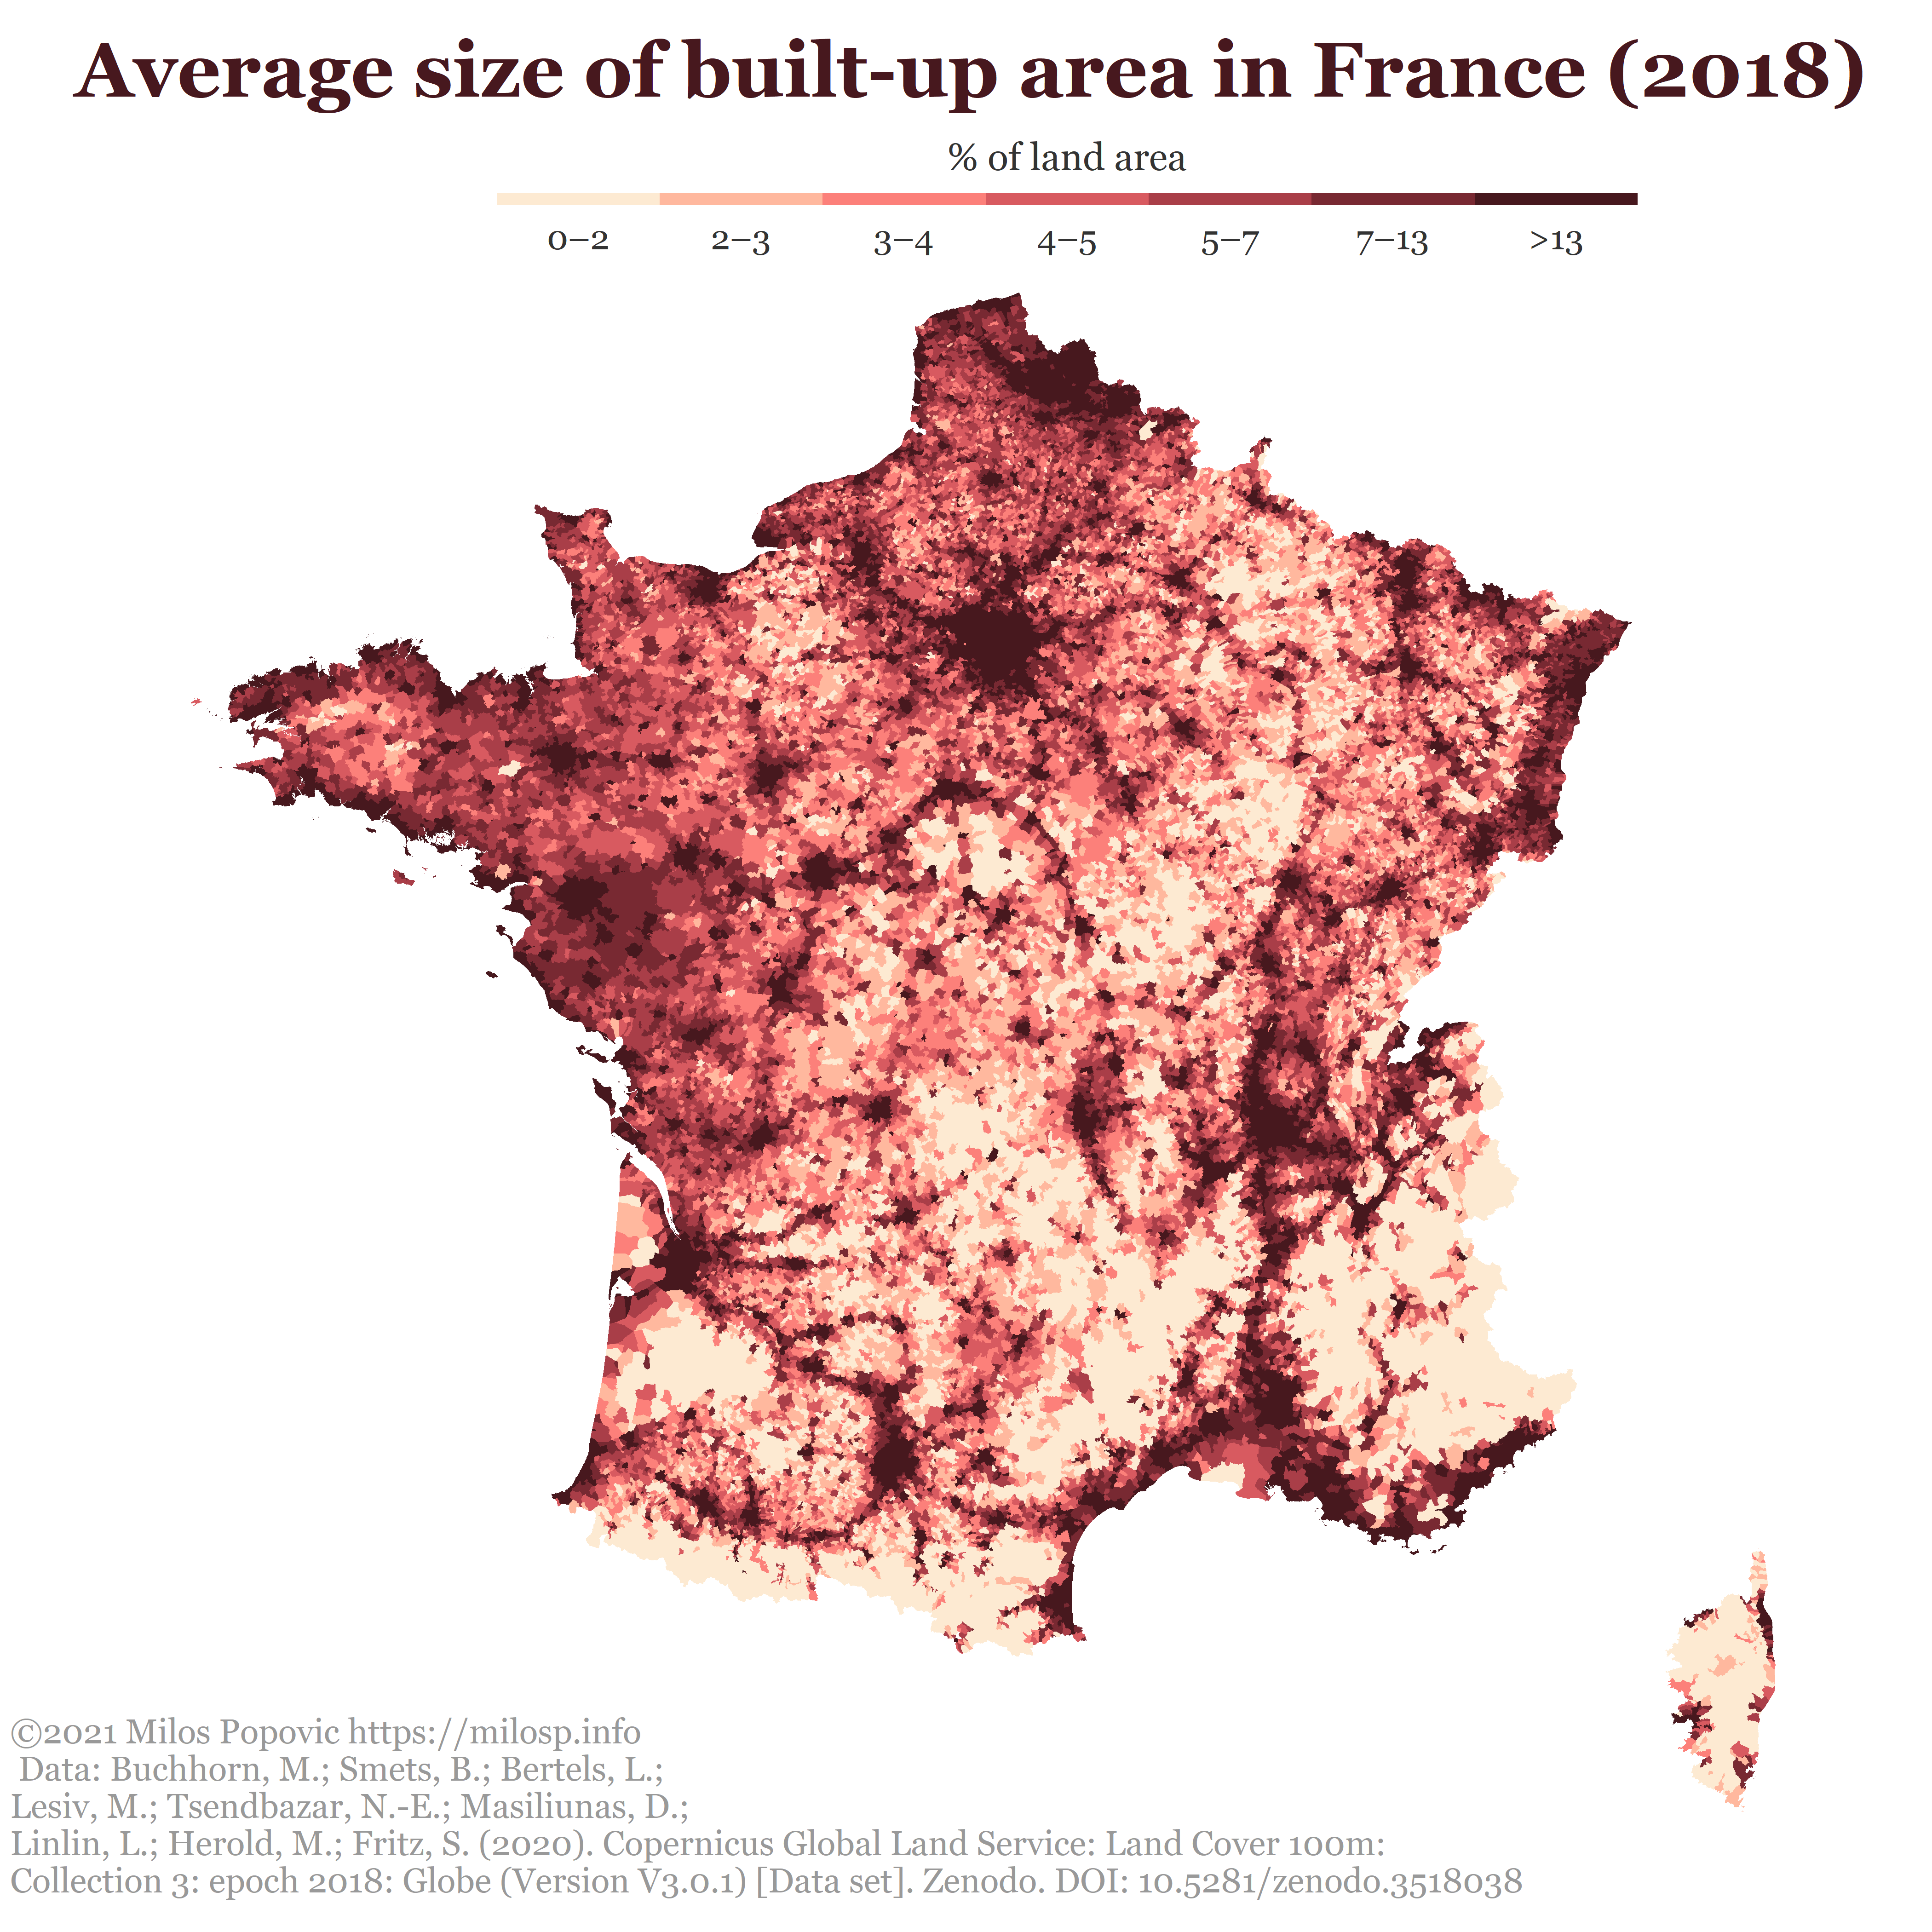 Average size of built-up area in France (2018)
% of land area
0–2 2–3 3–4 4–5 5–7 7–13 >13
©2021 Milos Popovic https://milosp.info
Data: Buchhorn, M.; Smets, B.; Bertels, L.;
Lesiv, M.; Tsendbazar, N.-E.; Masiliunas, D.;
Linlin, L.; Herold, M.; Fritz, S. (2020). Copernicus Global Land Service: Land Cover 100m:
Collection 3: epoch 2018: Globe (Version V3.0.1) [Data set]. Zenodo. DOI: 10.5281/zenodo.3518038